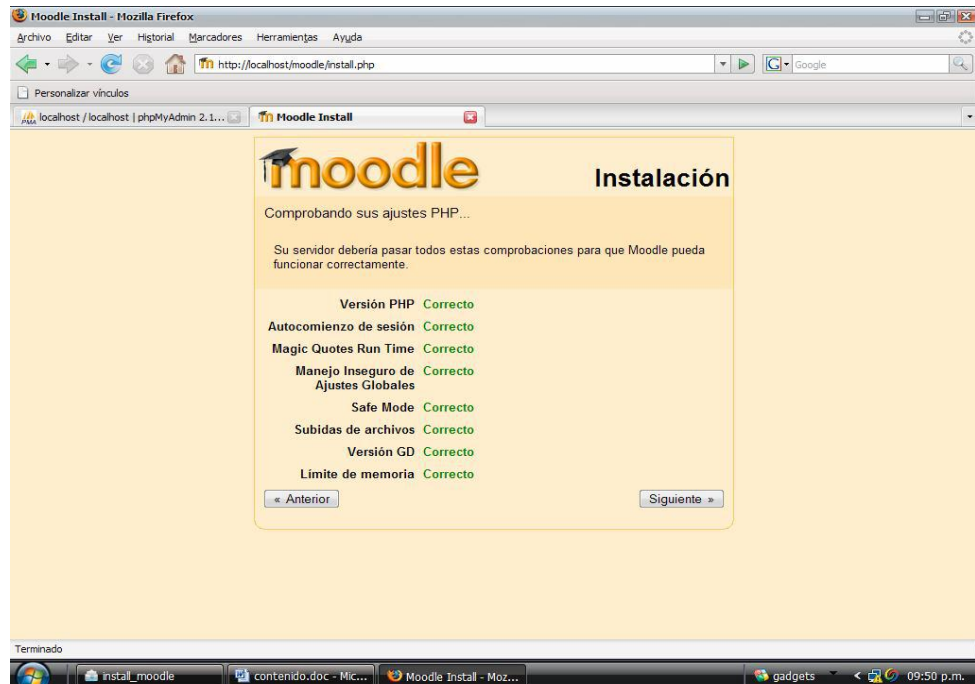 Moodle Install - Mozilla Firefox
Archivo Editar Ver Historial Marcadores Herramientas Ayuda
http://localhost/moodle/install.php
Google
Personalizar vínculos
localhost / localhost | phpMyAdmin 2.1...
Moodle Install
moodle
Instalación
Comprobando sus ajustes PHP...
Su servidor debería pasar todos estas comprobaciones para que Moodle pueda
funcionar correctamente.
Versión PHP Correcto
Autocomienzo de sesión Correcto
Magic Quotes Run Time Correcto
Manejo Inseguro de Correcto
Ajustes Globales
Safe Mode Correcto
Subidas de archivos Correcto
Versión GD Correcto
Límite de memoria Correcto
« Anterior
Siguiente »
Terminado
install_moodle
contenido.doc - Mic...
Moodle Install - Moz...
gadgets
09:50 p.m.